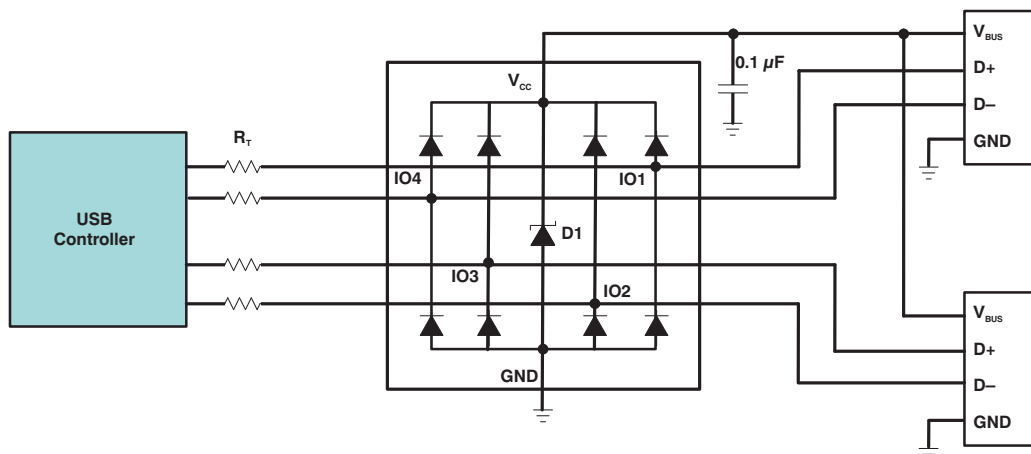 V_BUS
0.1 µF
D+
V_CC
D–
R_T
GND
IO4
IO1
USB
Controller
D1
IO3
IO2
V_BUS
D+
GND
D–
GND